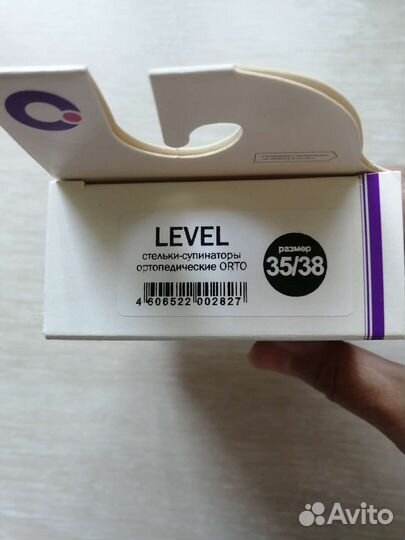 LEVEL
стельки-супинаторы
ортопедические ORTO
размер
35/38
4 606522 002827
Avito